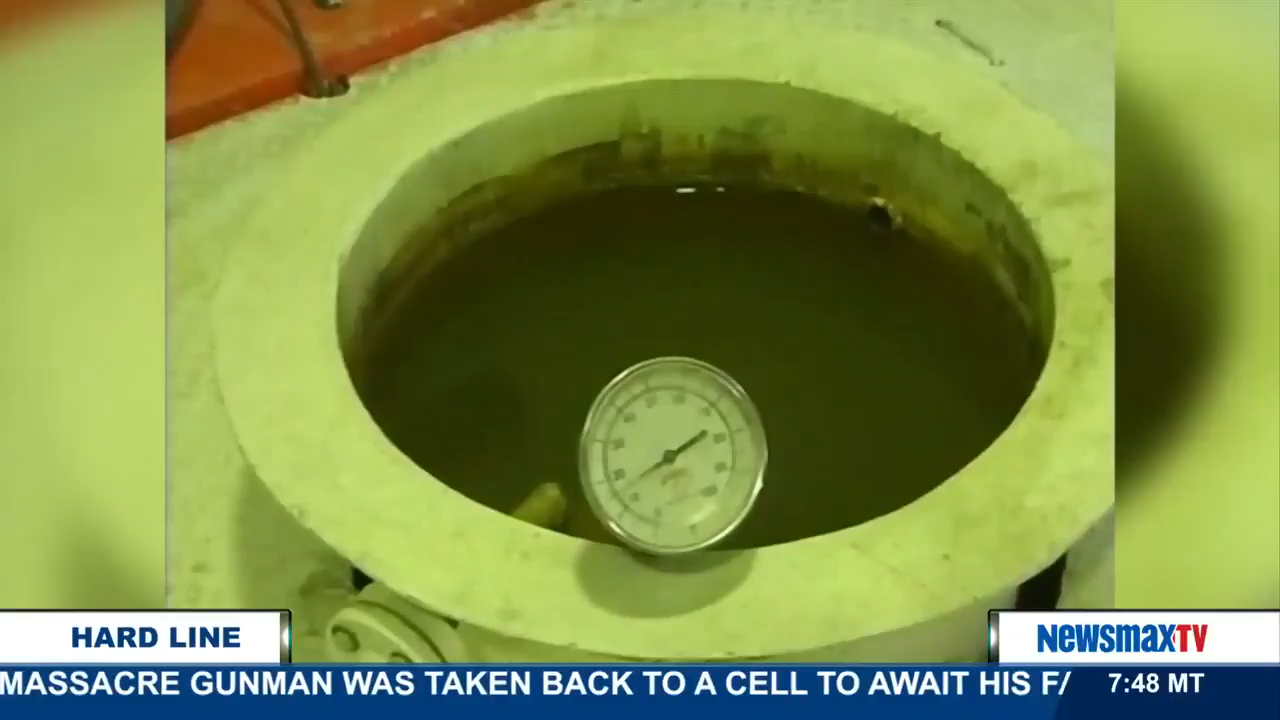 HARD LINE
NEWSMAXTV
MASSACRE GUNMAN WAS TAKEN BACK TO A CELL TO AWAIT HIS F/
7:48 MT